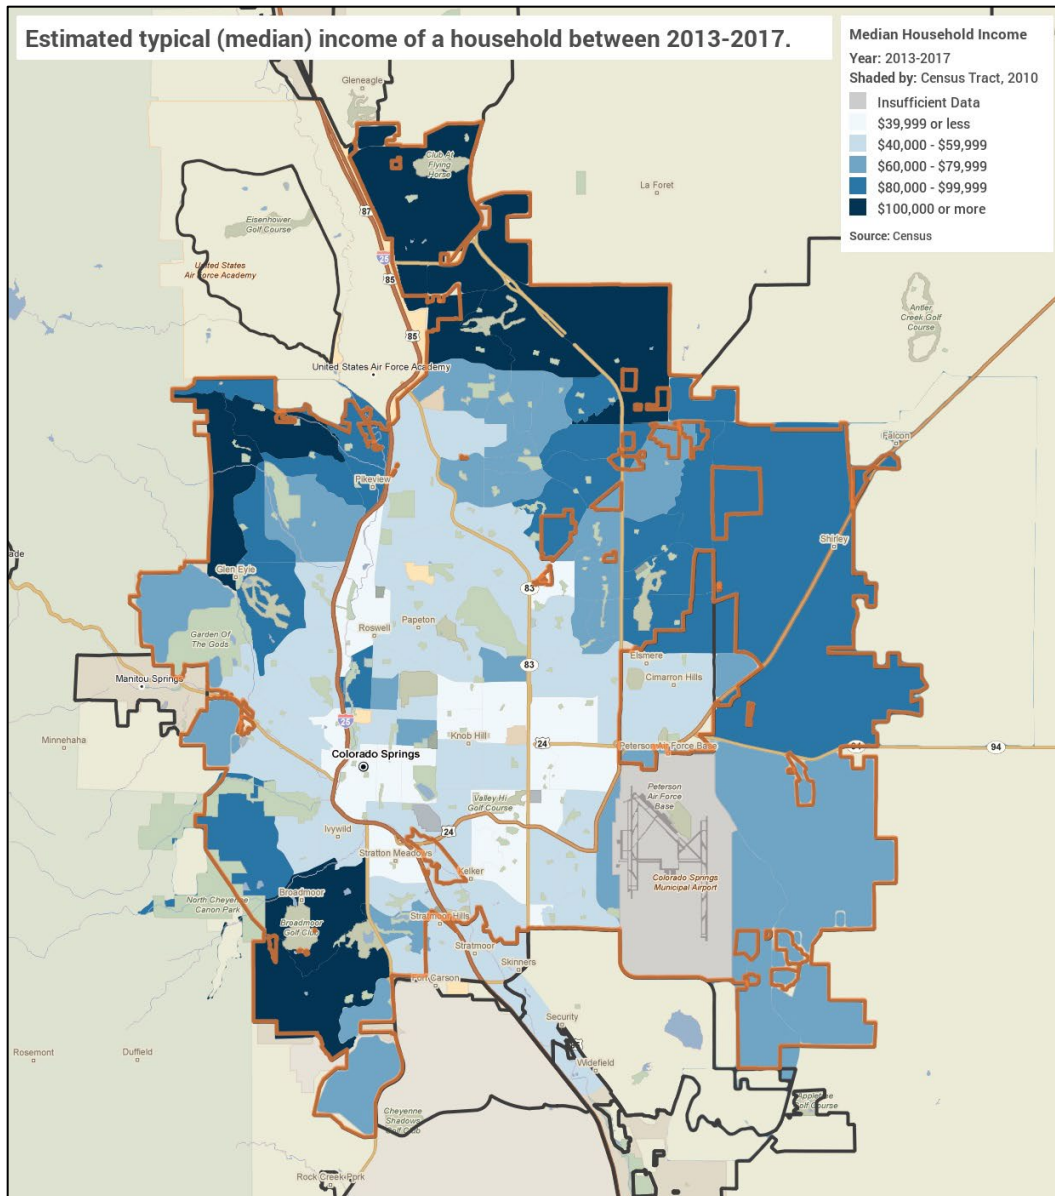 Estimated typical (median) income of a household between 2013-2017.
Median Household Income
Year: 2013-2017
Shaded by: Census Tract, 2010
Insufficient Data
$39,999 or less
$40,000 - $59,999
$60,000 - $79,999
$80,000 - $99,999
$100,000 or more
Source: Census
Gleneagle
Club At
Flying
Horse
La Foret
87
Eisenhower
Golf Course
25
United States
Air Force Academy
85
Antler
Creek Golf
Course
85
United States Air Force Academy
Falcon
Pikeview
Shirley
ade
Glen Eyie
83
Garden Of
The Gods
Roswell
Papeton
Elsmere
83
Manitou Springs
Cimarron Hills
25
Minnehaha
Knob Hill
24
Peterson Air Force Base
94
94
Colorado Springs
Peterson
Air Force
Base
Valley Hi
Golf Course
Ivywild
24
Stratton Meadows
Kelker
Colorado Springs
Municipal Airport
Broadmoor
North Cheyenne
Canon Park
Broadmoor
Golf Club
Stratmoor Hills
Stratmoor
Skinners
Fort Carson
Security
Rosemont
Duffield
Widefield
Appletree
Golf Course
Cheyenne
Shadows
Golf Club
Rock Creek Park